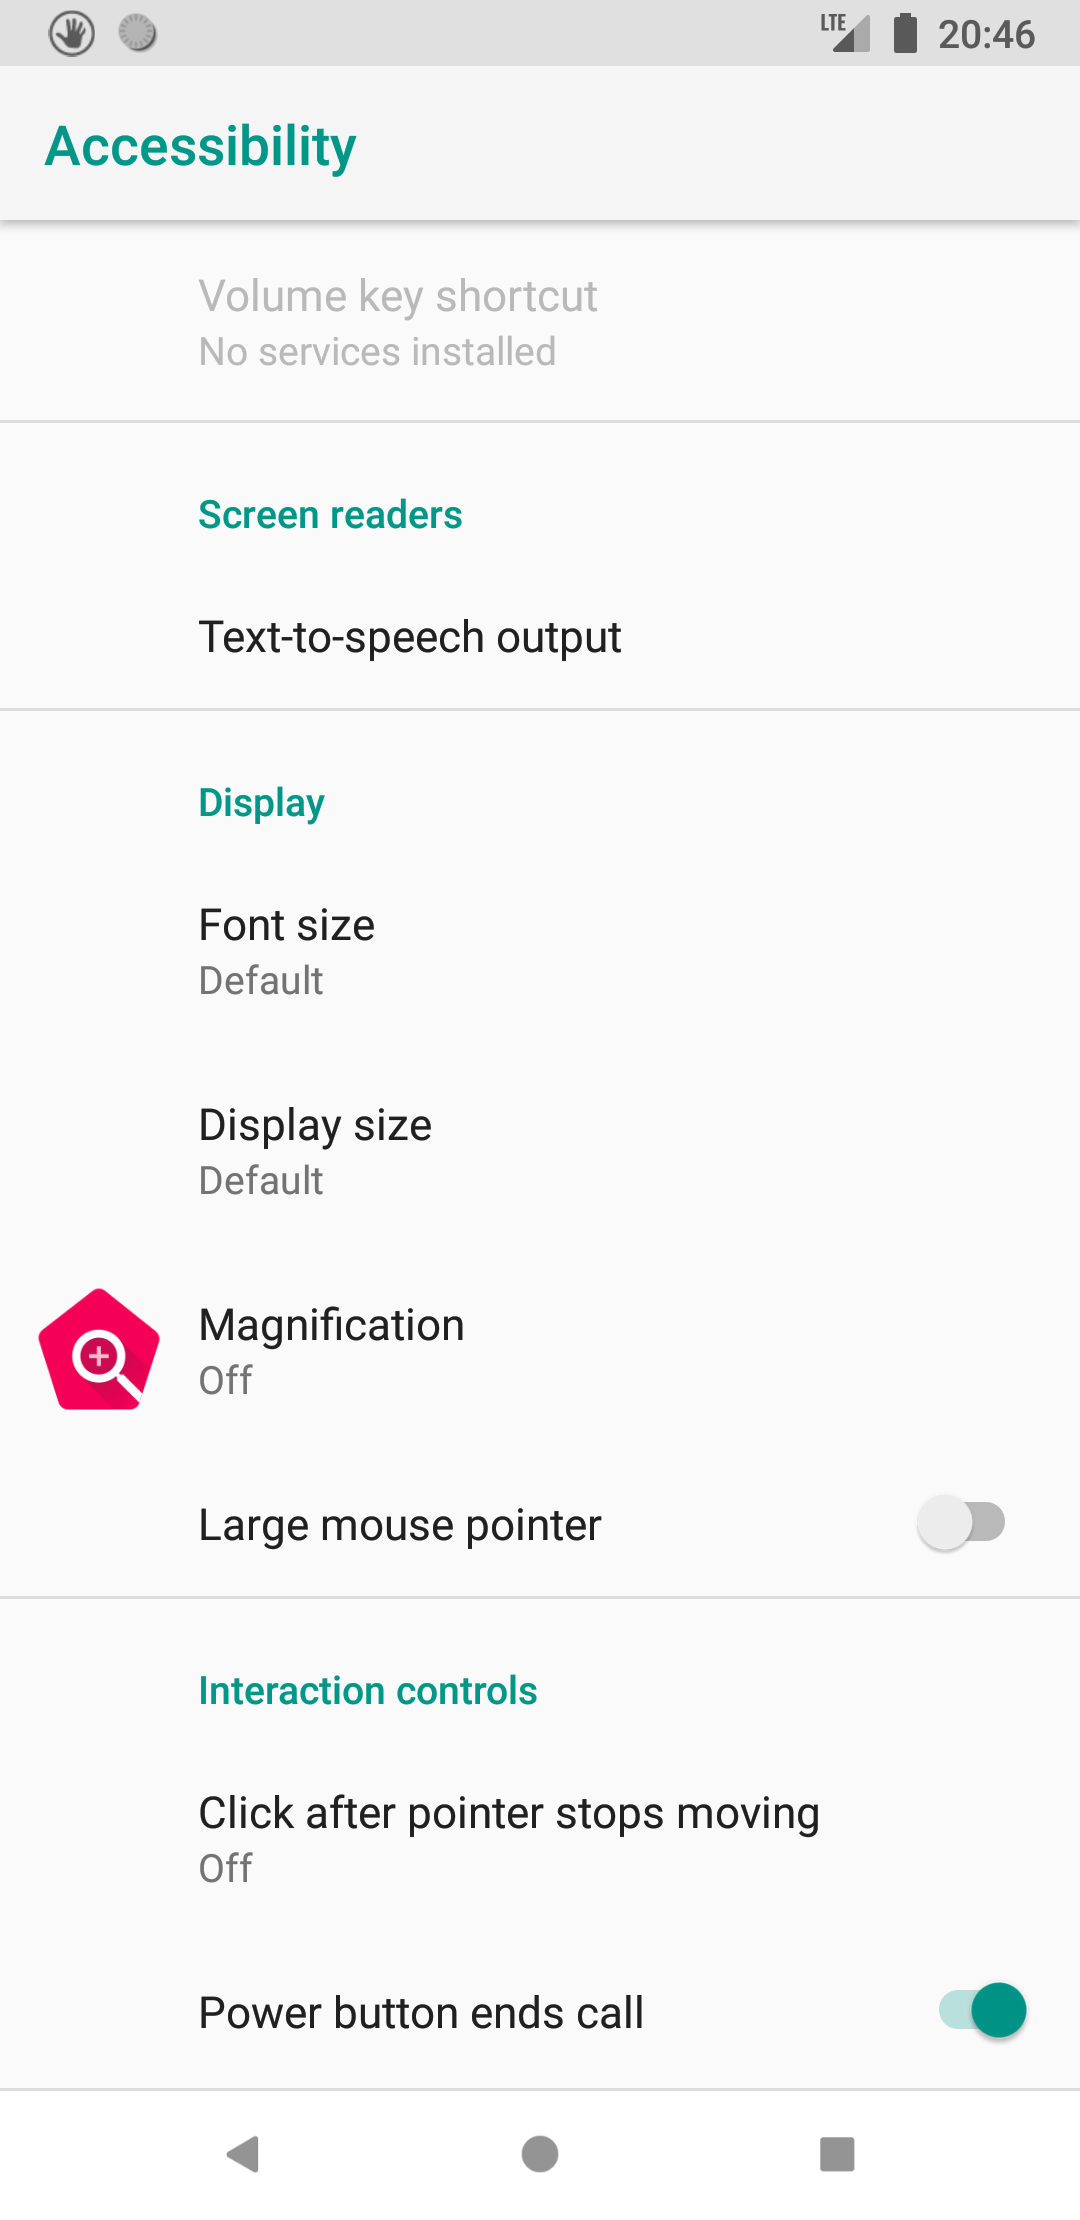 LTE 20:46
Accessibility
Volume key shortcut
No services installed
Screen readers
Text-to-speech output
Display
Font size
Default
Display size
Default
Magnification
Off
Large mouse pointer
Interaction controls
Click after pointer stops moving
Off
Power button ends call